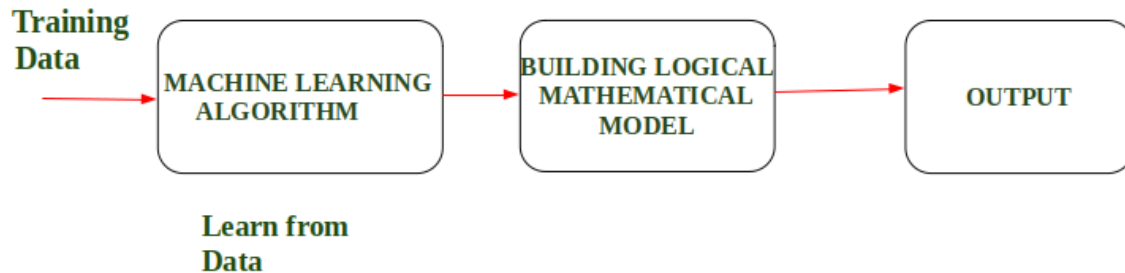 Training
Data
MACHINE LEARNING
ALGORITHM
BUILDING LOGICAL
MATHEMATICAL
MODEL
OUTPUT
Learn from
Data